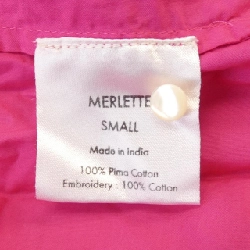 MERLETTE
SMALL
Made in India
100% Pima Cotton
Embroidery : 100% Cotton